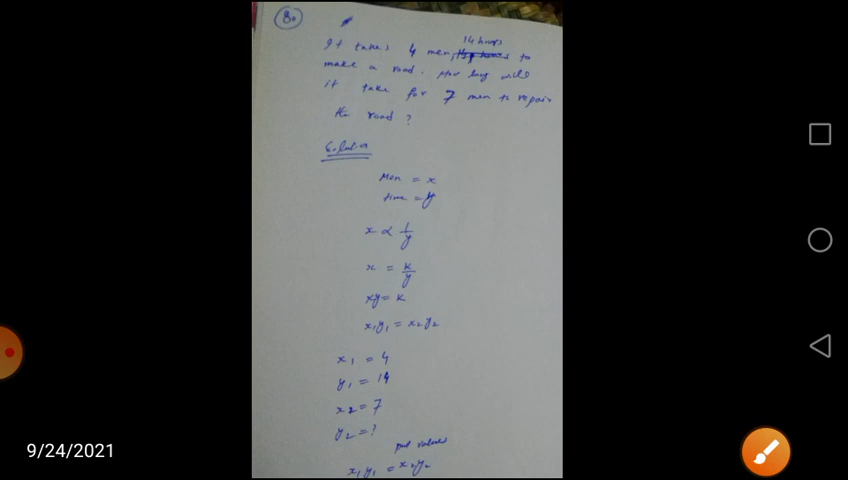 8.
14 hours
It takes 4 men, to
make a road. How long will
it take for 7 men to repair
the road?
Solution
Men = x
time = y
x ∝ 1/y
x = k/y
xy = k
x₁y₁ = x₂y₂
x₁ = 4
y₁ = 14
x₂ = 7
y₂ = ?
put values
x₁y₁ = x₂y₂
9/24/2021